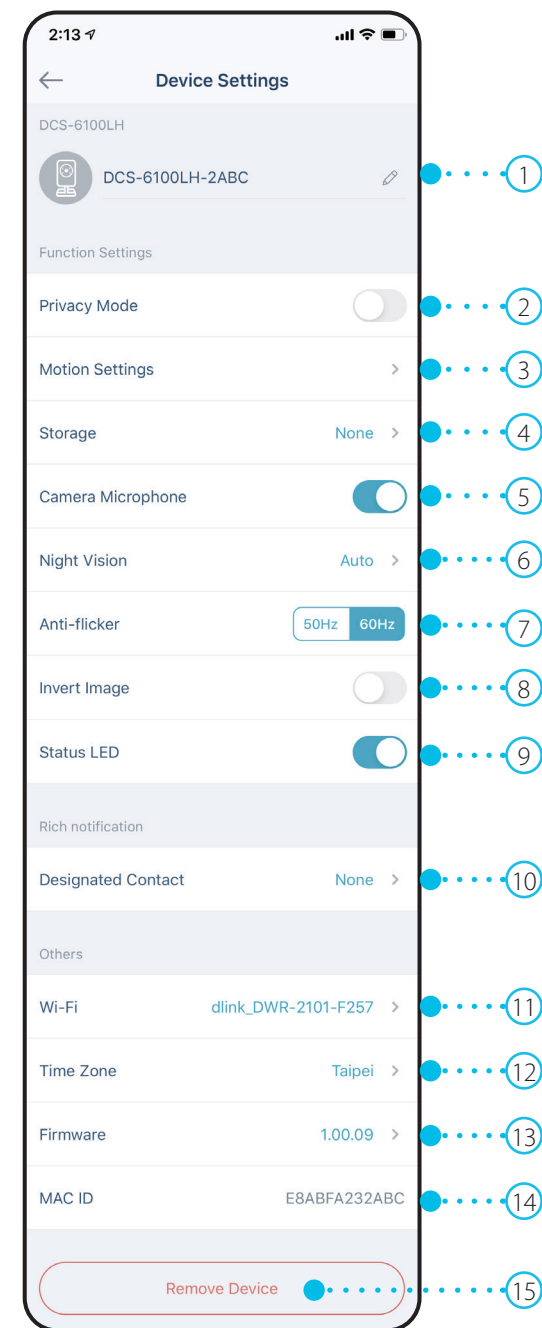 2:13
Device Settings
DCS-6100LH
DCS-6100LH-2ABC 1
Function Settings
Privacy Mode 2
Motion Settings 3
Storage None 4
Camera Microphone 5
Night Vision Auto 6
Anti-flicker 50Hz 60Hz 7
Invert Image 8
Status LED 9
Rich notification
Designated Contact None 10
Others
Wi-Fi dlink_DWR-2101-F257 11
Time Zone Taipei 12
Firmware 1.00.09 13
MAC ID E8ABFA232ABC 14
Remove Device 15